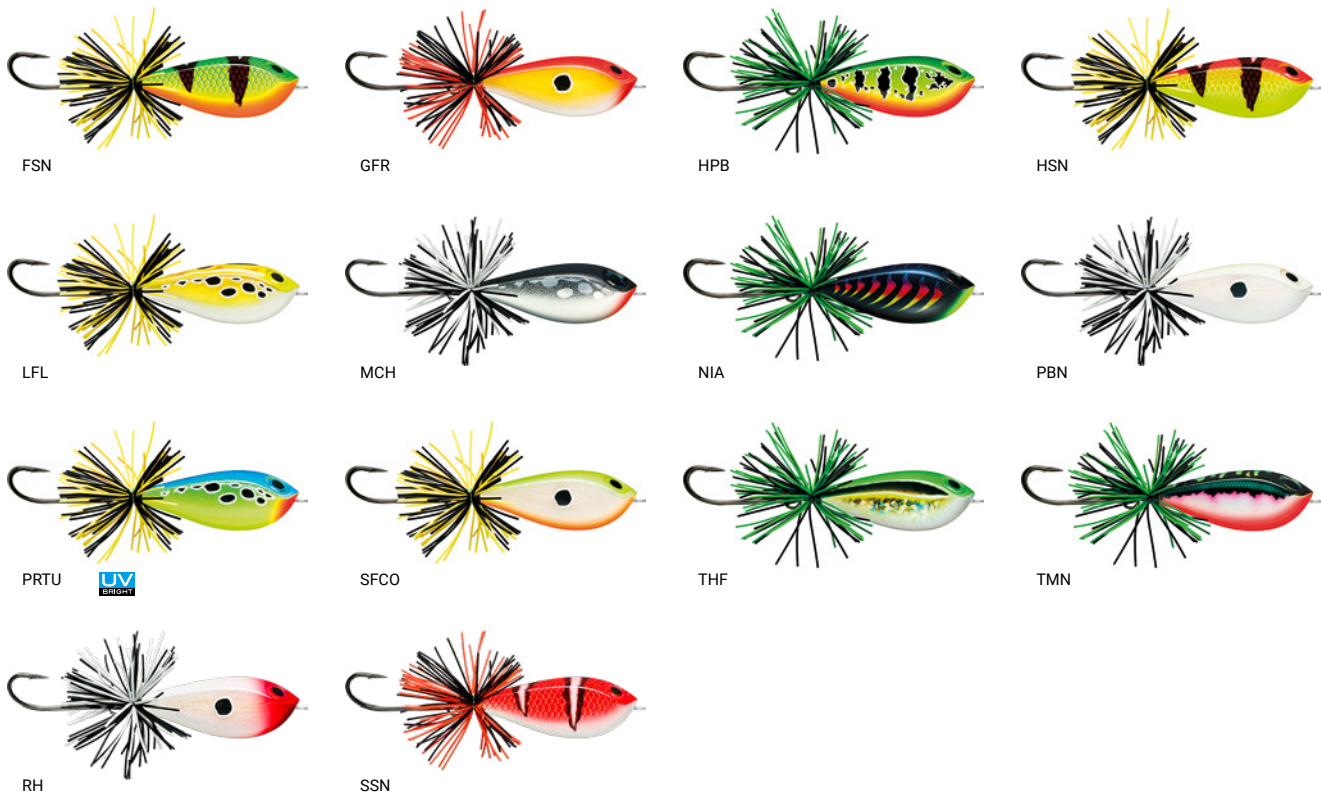 FSN
GFR
HPB
HSN
LFL
MCH
NIA
PBN
PRTU
UV
BRIGHT
SFCO
THF
TMN
RH
SSN